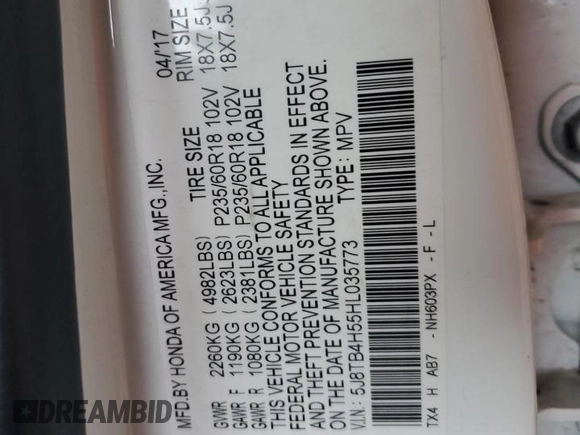 MFD.BY HONDA OF AMERICA MFG.,INC. 04/17
TIRE SIZE RIM SIZE
GVWR 2260KG (4982LBS)
GAWR F 1190KG (2623LBS) P235/60R18 102V 18X7.5J
GAWR R 1080KG (2381LBS) P235/60R18 102V 18X7.5J
THIS VEHICLE CONFORMS TO ALL APPLICABLE
FEDERAL MOTOR VEHICLE SAFETY
AND THEFT PREVENTION STANDARDS IN EFFECT
ON THE DATE OF MANUFACTURE SHOWN ABOVE.
V.I.N.: 5J8TB4H55HL035773 TYPE: MPV
TX4 H AB7 - NH603PX - F - L
DREAMBID